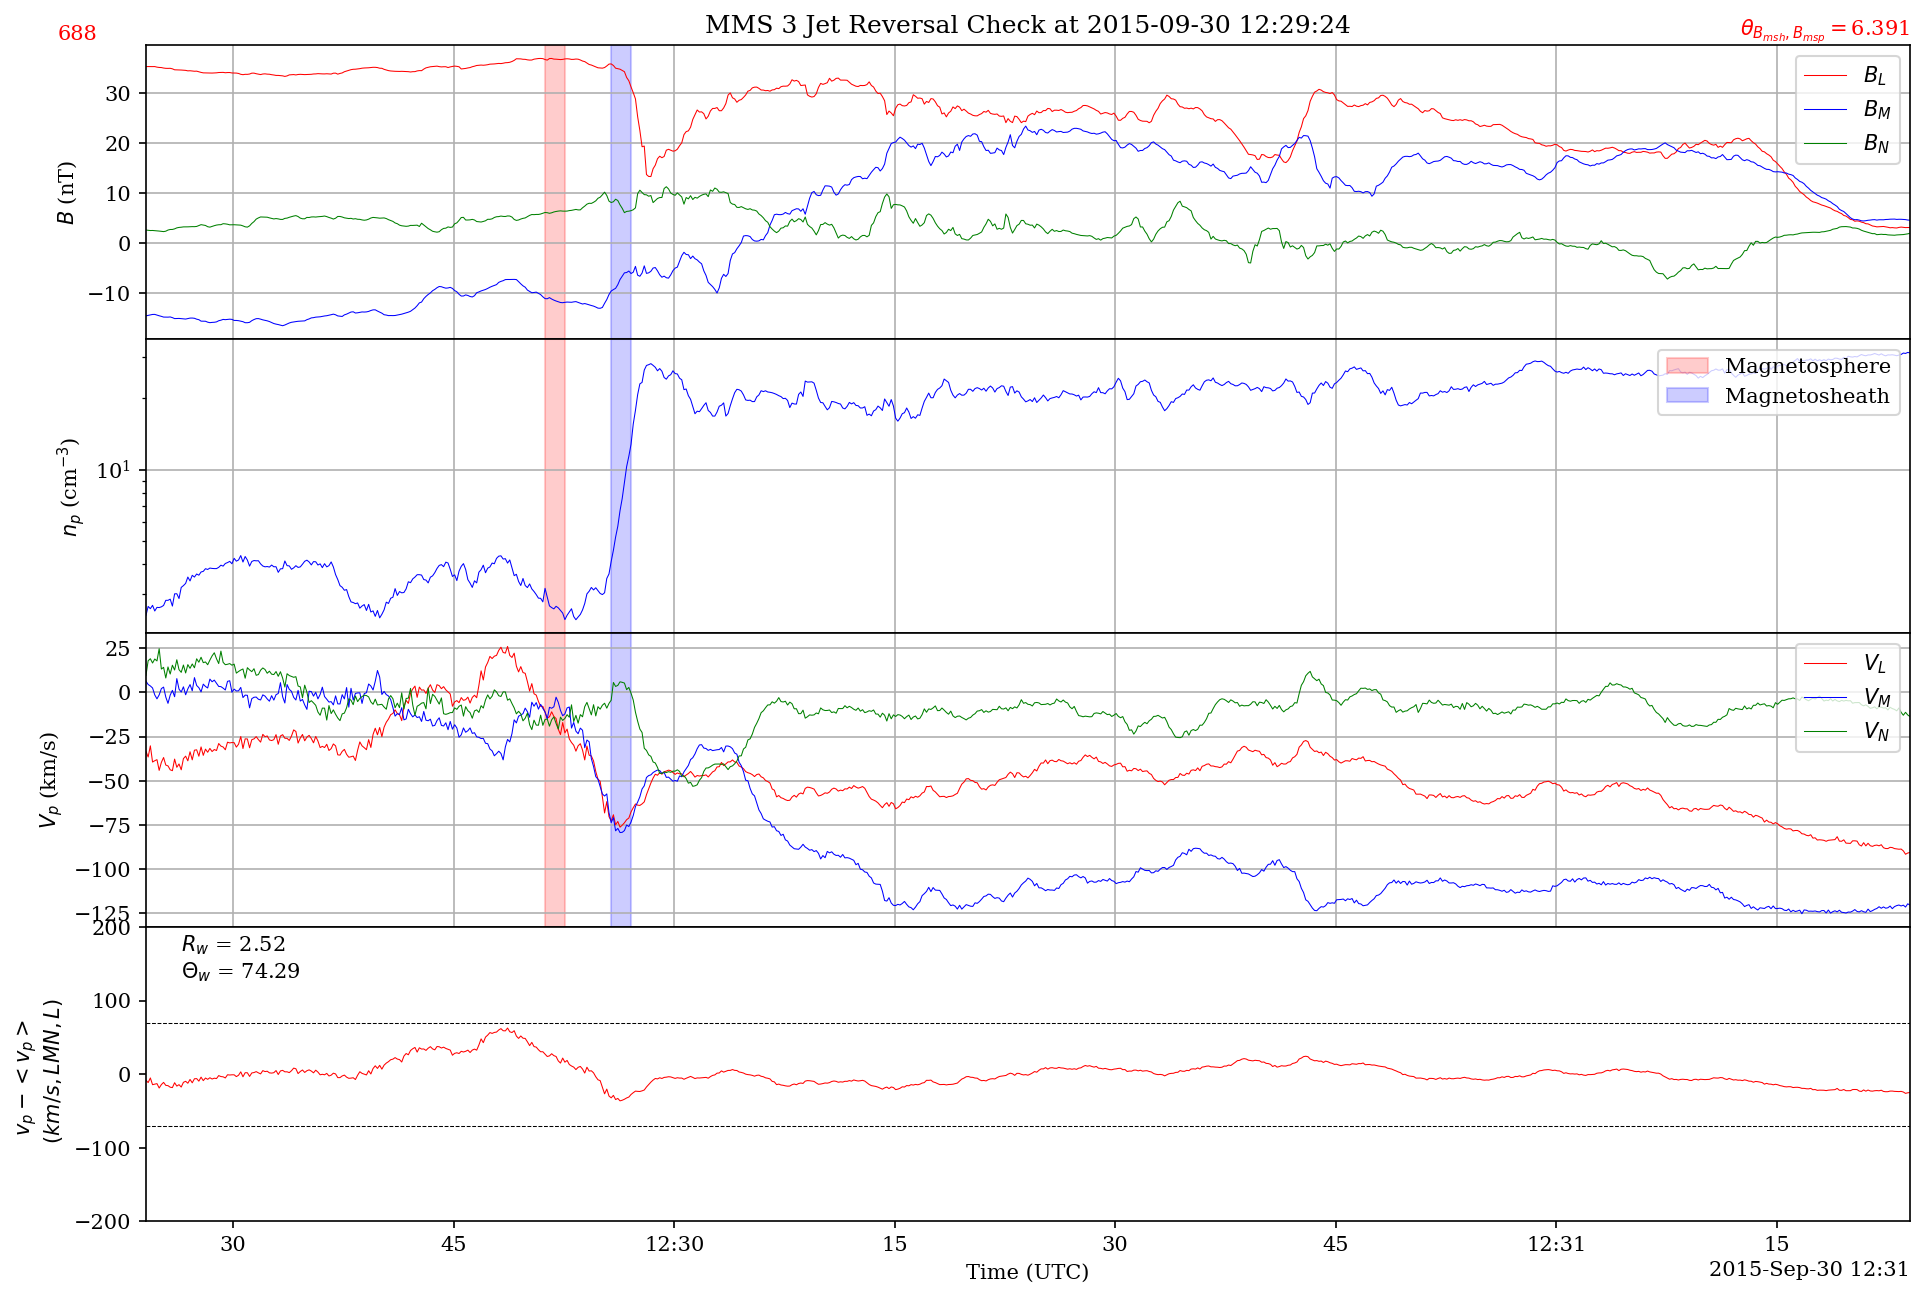 MMS 3 Jet Reversal Check at 2015-09-30 12:29:24
688
θ_{B_{msh}, B_{msp}} = 6.391
B (nT)
30
20
10
0
−10
B_L
B_M
B_N
n_p (cm^{−3})
10^1
Magnetosphere
Magnetosheath
V_p (km/s)
25
0
−25
−50
−75
−100
−125
V_L
V_M
V_N
v_p − < v_p >
(km/s, LMN, L)
200
100
0
−100
−200
R_w = 2.52
Θ_w = 74.29
30
45
12:30
15
30
45
12:31
15
Time (UTC)
2015-Sep-30 12:31